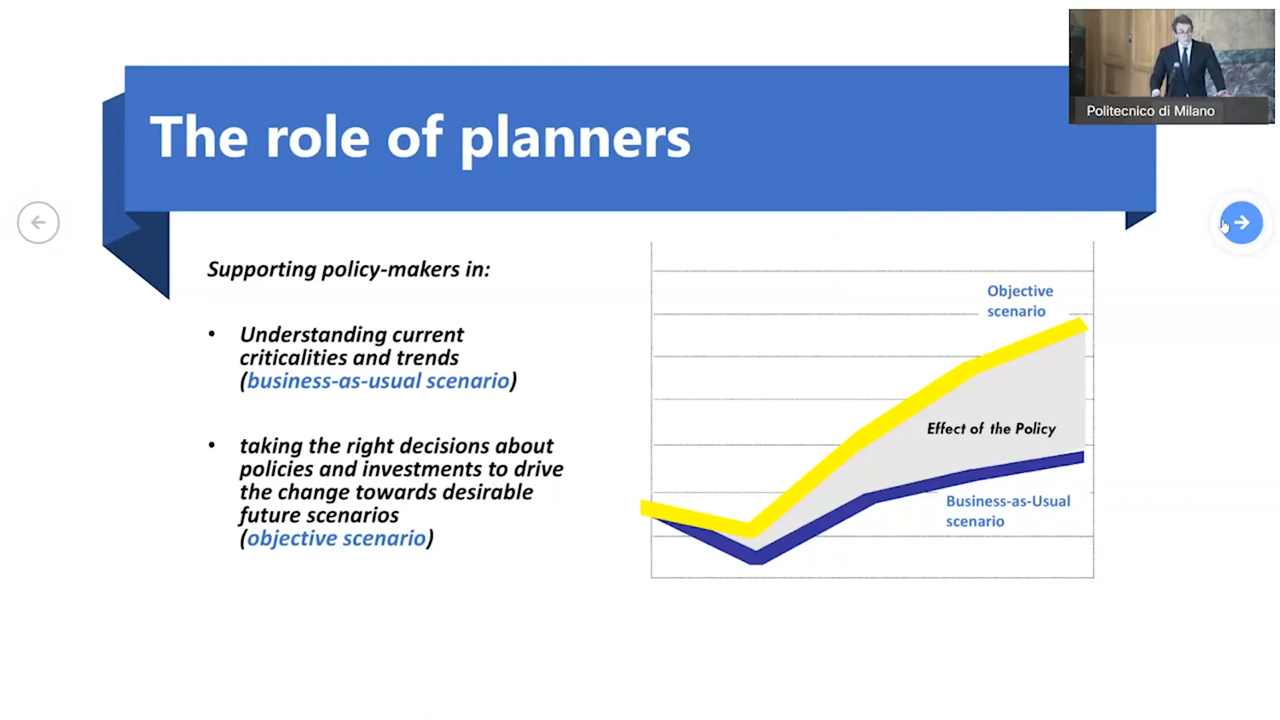 Politecnico di Milano
The role of planners
Supporting policy-makers in:
• Understanding current
criticalities and trends
(business-as-usual scenario)
• taking the right decisions about
policies and investments to drive
the change towards desirable
future scenarios
(objective scenario)
Objective
scenario
Effect of the Policy
Business-as-Usual
scenario